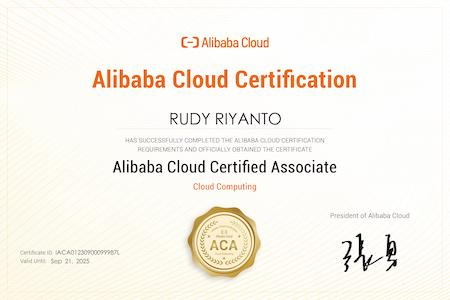 Alibaba Cloud
Alibaba Cloud Certification
RUDY RIYANTO
HAS SUCCESSFULLY COMPLETED THE ALIBABA CLOUD CERTIFICATION
REQUIREMENTS AND OFFICIALLY OBTAINED THE CERTIFICATE
Alibaba Cloud Certified Associate
Cloud Computing
ACA
President of Alibaba Cloud
Certificate ID: IACA01230900099987L
Valid Until: Sep 21, 2025